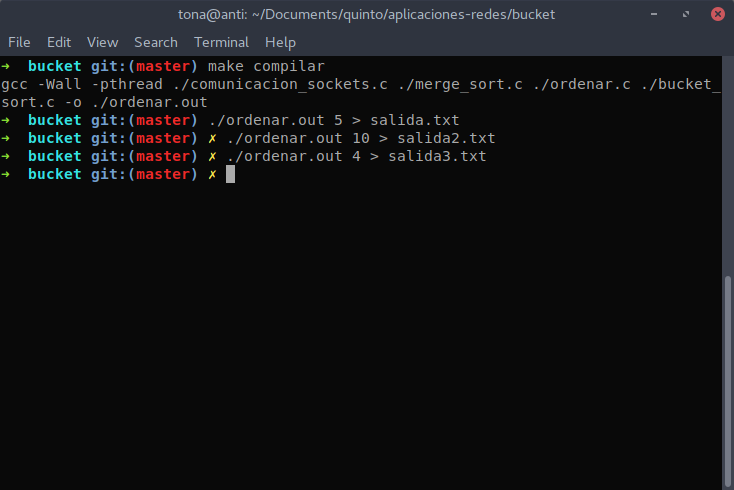 tona@anti: ~/Documents/quinto/aplicaciones-redes/bucket
File Edit View Search Terminal Help
➜ bucket git:(master) make compilar
gcc -Wall -pthread ./comunicacion_sockets.c ./merge_sort.c ./ordenar.c ./bucket_
sort.c -o ./ordenar.out
➜ bucket git:(master) ./ordenar.out 5 > salida.txt
➜ bucket git:(master) ✗ ./ordenar.out 10 > salida2.txt
➜ bucket git:(master) ✗ ./ordenar.out 4 > salida3.txt
➜ bucket git:(master) ✗